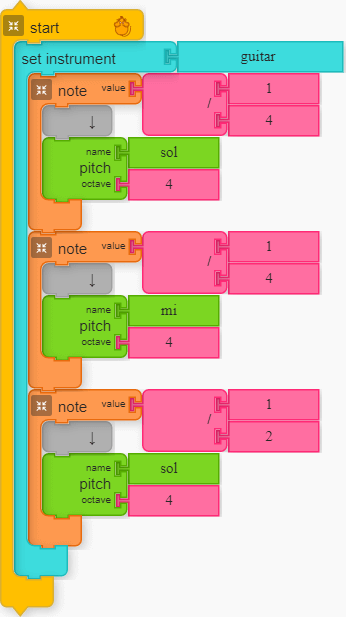 start
set instrument guitar
note value / 1
4
↓
name sol
pitch
octave 4
note value / 1
4
↓
name mi
pitch
octave 4
note value / 1
2
↓
name sol
pitch
octave 4